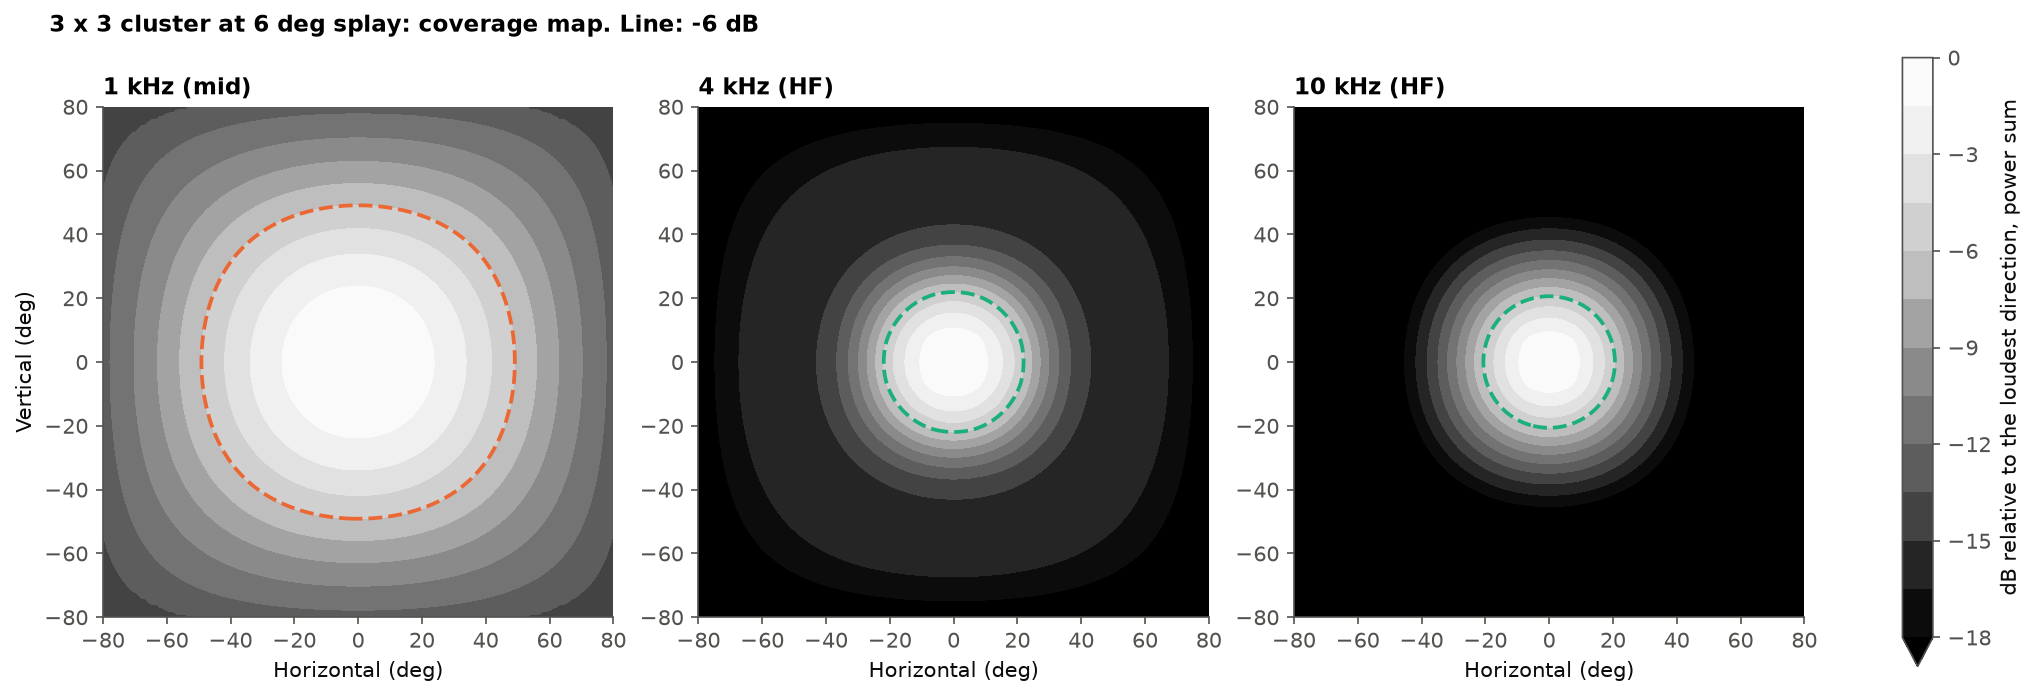 3 x 3 cluster at 6 deg splay: coverage map. Line: -6 dB
1 kHz (mid)
80
60
40
20
0
−20
−40
−60
−80
−80 −60 −40 −20 0 20 40 60 80
Horizontal (deg)
Vertical (deg)
4 kHz (HF)
80
60
40
20
0
−20
−40
−60
−80
−80 −60 −40 −20 0 20 40 60 80
Horizontal (deg)
10 kHz (HF)
80
60
40
20
0
−20
−40
−60
−80
−80 −60 −40 −20 0 20 40 60 80
Horizontal (deg)
0
−3
−6
−9
−12
−15
−18
dB relative to the loudest direction, power sum